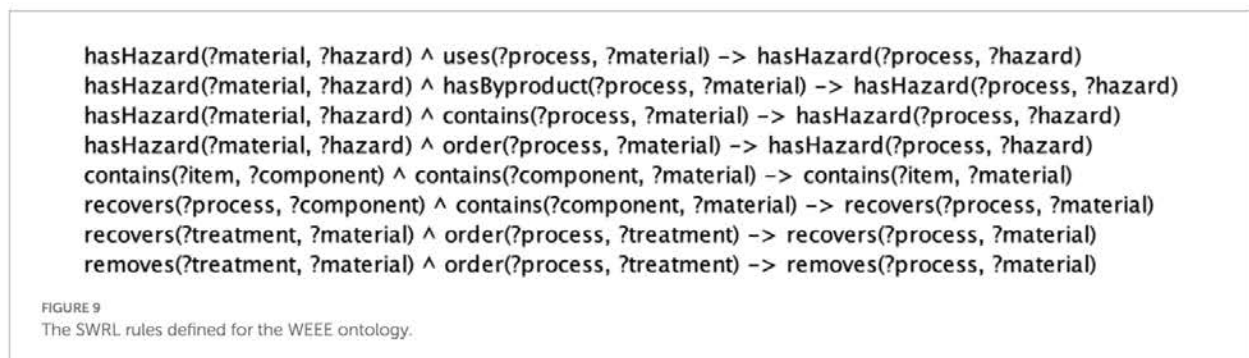 hasHazard(?material, ?hazard) ^ uses(?process, ?material) -> hasHazard(?process, ?hazard)
hasHazard(?material, ?hazard) ^ hasByproduct(?process, ?material) -> hasHazard(?process, ?hazard)
hasHazard(?material, ?hazard) ^ contains(?process, ?material) -> hasHazard(?process, ?hazard)
hasHazard(?material, ?hazard) ^ order(?process, ?material) -> hasHazard(?process, ?hazard)
contains(?item, ?component) ^ contains(?component, ?material) -> contains(?item, ?material)
recovers(?process, ?component) ^ contains(?component, ?material) -> recovers(?process, ?material)
recovers(?treatment, ?material) ^ order(?process, ?treatment) -> recovers(?process, ?material)
removes(?treatment, ?material) ^ order(?process, ?treatment) -> removes(?process, ?material)
FIGURE 9
The SWRL rules defined for the WEEE ontology.